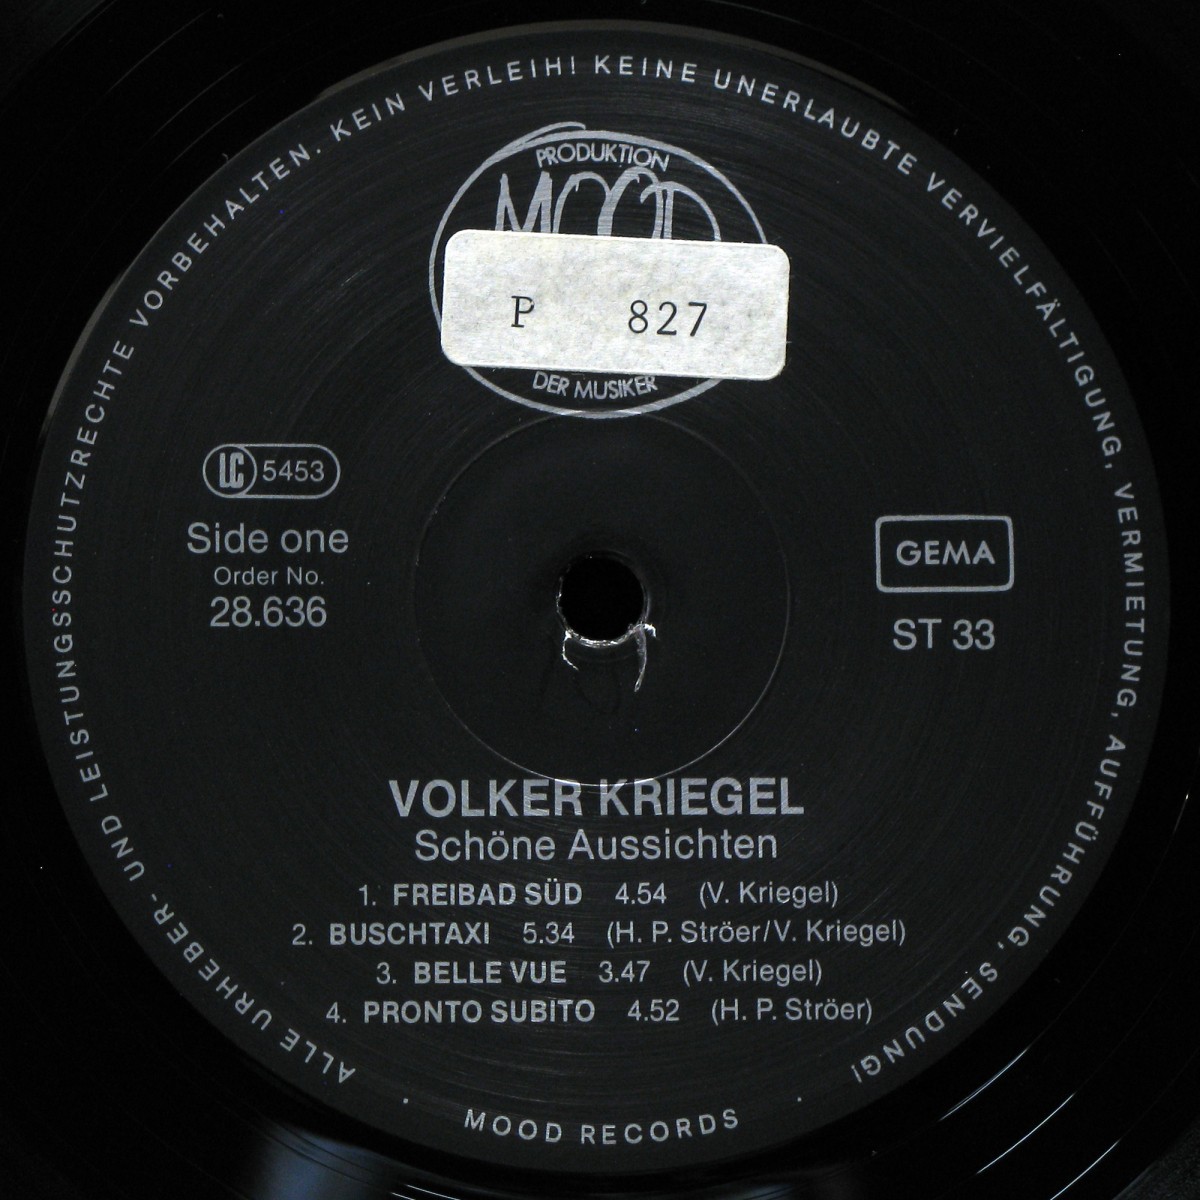 ALLE URHEBER- UND LEISTUNGSSCHUTZRECHTE VORBEHALTEN. KEIN VERLEIH! KEINE UNERLAUBTE VERVIELFÄLTIGUNG, VERMIETUNG, AUFFÜHRUNG, SENDUNG!
PRODUKTION
MOOD
P 827
DER MUSIKER
LC 5453
Side one
Order No.
28.636
GEMA
ST 33
VOLKER KRIEGEL
Schöne Aussichten
1. FREIBAD SÜD 4.54 (V. Kriegel)
2. BUSCHTAXI 5.34 (H. P. Ströer/V. Kriegel)
3. BELLE VUE 3.47 (V. Kriegel)
4. PRONTO SUBITO 4.52 (H. P. Ströer)
· MOOD RECORDS ·